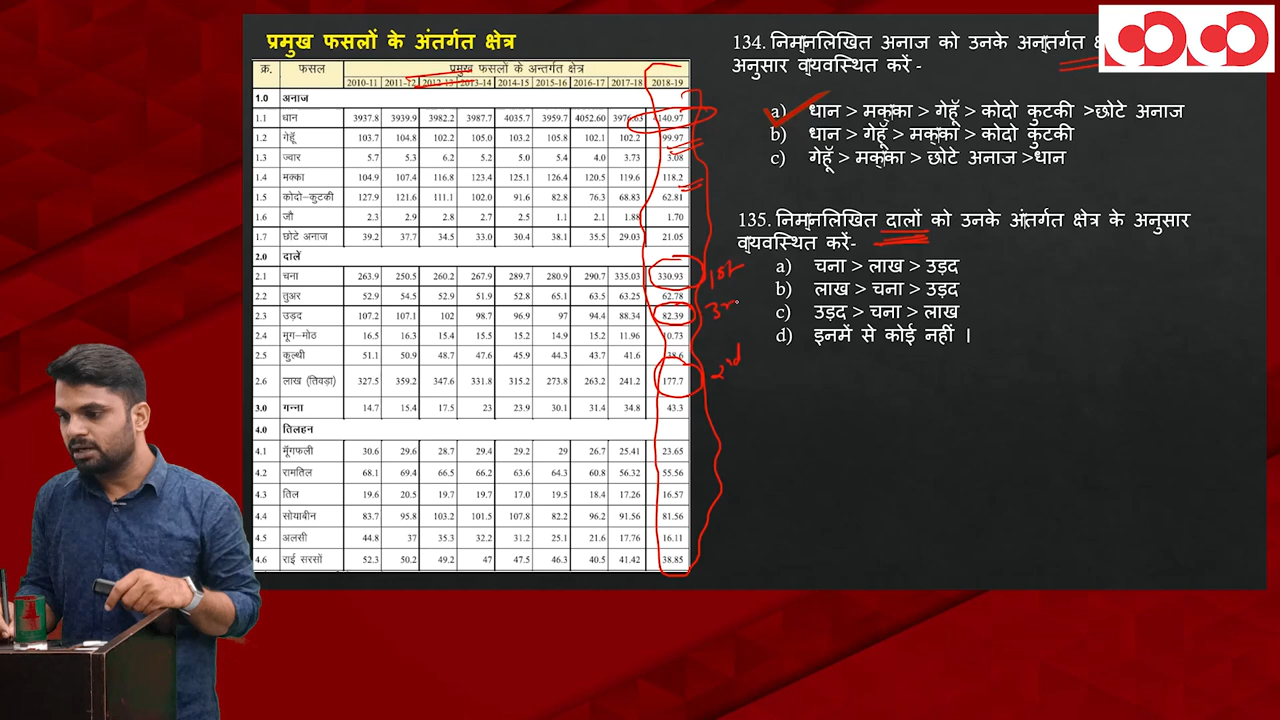 प्रमुख फसलों के अंतर्गत क्षेत्र
क्र. फसल प्रमुख फसलों के अन्तर्गत क्षेत्र
2010-11 2011-12 2012-13 2013-14 2014-15 2015-16 2016-17 2017-18 2018-19
1.0 अनाज
1.1 धान 3937.8 3939.9 3982.2 3987.7 4035.7 3959.7 4052.60 3976.63 4140.97
1.2 गेहूँ 103.7 104.8 102.2 105.0 103.2 105.8 102.1 102.2 99.97
1.3 ज्वार 5.7 5.3 6.2 5.2 5.0 5.4 4.0 3.73 3.08
1.4 मक्का 104.9 107.4 116.8 123.4 125.1 126.4 120.5 119.6 118.2
1.5 कोदो–कुटकी 127.9 121.6 111.1 102.0 91.6 82.8 76.3 68.83 62.81
1.6 जौ 2.3 2.9 2.8 2.7 2.5 1.1 2.1 1.88 1.70
1.7 छोटे अनाज 39.2 37.7 34.5 33.0 30.4 38.1 35.5 29.03 21.05
2.0 दालें
2.1 चना 263.9 250.5 260.2 267.9 289.7 280.9 290.7 335.03 330.93
2.2 तुअर 52.9 54.5 52.9 51.9 52.8 65.1 63.5 63.25 62.78
2.3 उड़द 107.2 107.1 102 98.7 96.9 97 94.4 88.34 82.39
2.4 मूग–मोठ 16.5 16.3 15.4 15.5 15.2 14.9 15.2 11.96 10.73
2.5 कुल्थी 51.1 50.9 48.7 47.6 45.9 44.3 43.7 41.6 38.6
2.6 लाख (तिवड़ा) 327.5 359.2 347.6 331.8 315.2 273.8 263.2 241.2 177.7
3.0 गन्ना 14.7 15.4 17.5 23 23.9 30.1 31.4 34.8 43.3
4.0 तिलहन
4.1 मूँगफली 30.6 29.6 28.7 29.4 29.2 29 26.7 25.41 23.65
4.2 रामतिल 68.1 69.4 66.5 66.2 63.6 64.3 60.8 56.32 55.56
4.3 तिल 19.6 20.5 19.7 19.7 17.0 19.5 18.4 17.26 16.57
4.4 सोयाबीन 83.7 95.8 103.2 101.5 107.8 82.2 96.2 91.56 81.56
4.5 अलसी 44.8 37 35.3 32.2 31.2 25.1 21.6 17.76 16.11
4.6 राई सरसों 52.3 50.2 49.2 47 47.5 46.3 40.5 41.42 38.85
1st
3r
2nd
134. निम्नलिखित अनाज को उनके अन्तर्गत
अनुसार व्यवस्थित करें -
a) धान > मक्का > गेहूँ > कोदो कुटकी >छोटे अनाज
b) धान > गेहूँ > मक्का > कोदो कुटकी
c) गेहूँ > मक्का > छोटे अनाज >धान
135. निम्नलिखित दालों को उनके अंतर्गत क्षेत्र के अनुसार
व्यवस्थित करें-
a) चना > लाख > उड़द
b) लाख > चना > उड़द
c) उड़द > चना > लाख
d) इनमें से कोई नहीं ।